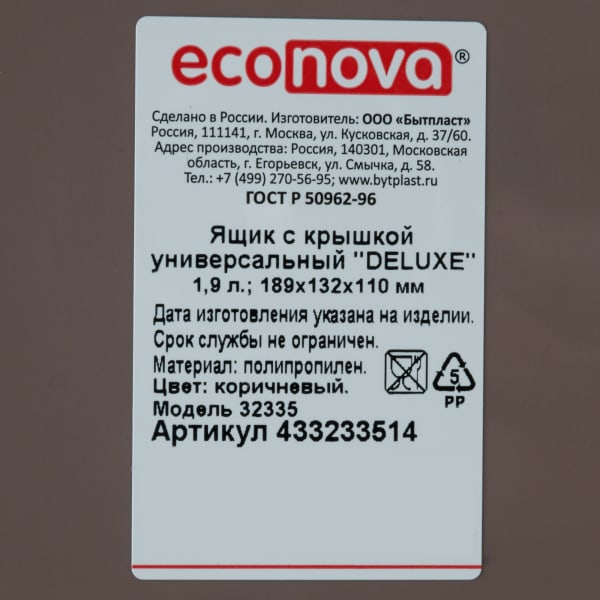 econova®
Сделано в России. Изготовитель: ООО «Бытпласт»
Россия, 111141, г. Москва, ул. Кусковская, д. 37/60.
Адрес производства: Россия, 140301, Московская
область, г. Егорьевск, ул. Смычка, д. 58.
Тел.: +7 (499) 270-56-95; www.bytplast.ru
ГОСТ Р 50962-96
Ящик с крышкой
универсальный "DELUXE"
1,9 л.; 189х132х110 мм
Дата изготовления указана на изделии.
Срок службы не ограничен.
Материал: полипропилен.
Цвет: коричневый.
5
PP
Модель 32335
Артикул 433233514